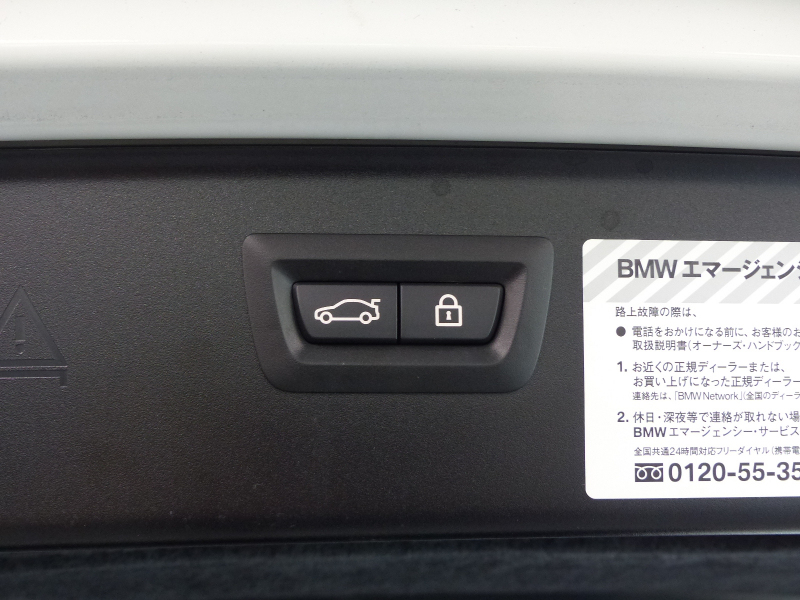 BMW エマージェンシ
路上故障の際は、
● 電話をおかけになる前に、お客様のお
取扱説明書(オーナーズ・ハンドブック
1. お近くの正規ディーラーまたは、
お買い上げになった正規ディーラー
連絡先は、「BMW Network」(全国のディーラ
2. 休日・深夜等で連絡が取れない場
BMWエマージェンシー・サービス
全国共通24時間対応フリーダイヤル(携帯電
0120-55-35